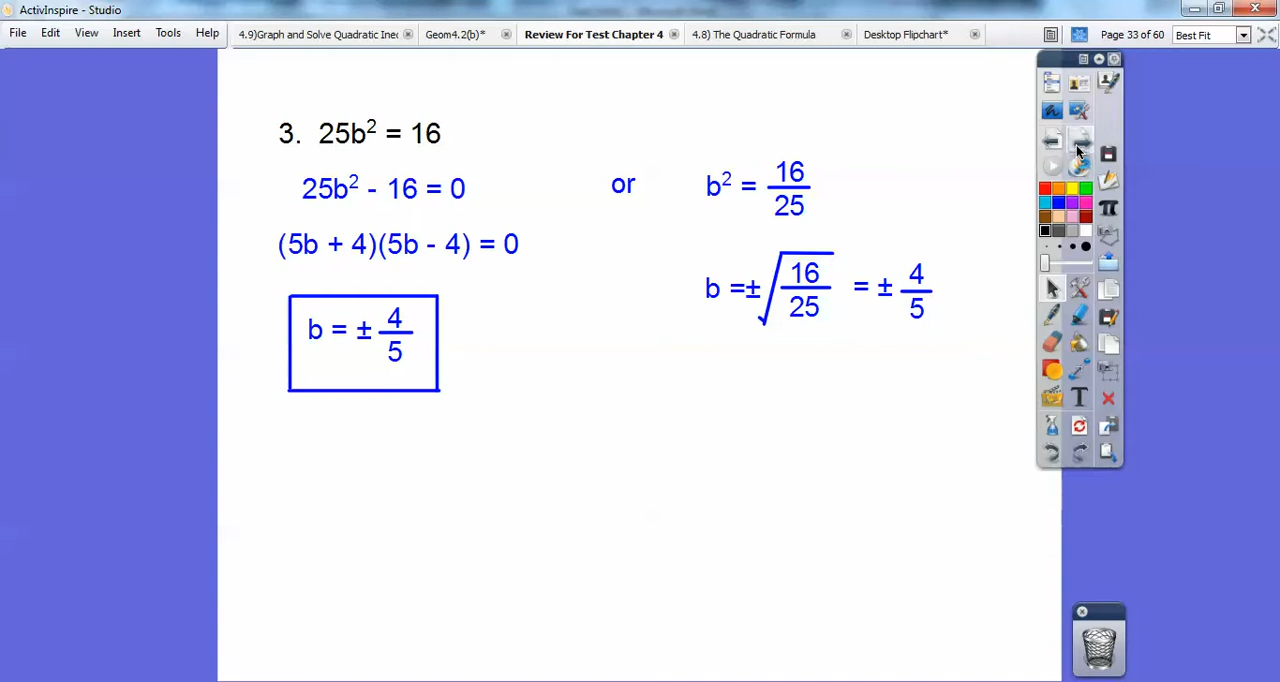 ActivInspire - Studio
File Edit View Insert Tools Help
4.9)Graph and Solve Quadratic Ineq
Geom4.2(b)*
Review For Test Chapter 4
4.8) The Quadratic Formula
Desktop Flipchart*
Page 33 of 60
Best Fit
3. 25b² = 16
25b² - 16 = 0
(5b + 4)(5b - 4) = 0
b = ± 4/5
or
b² = 16/25
b =± √(16/25) = ± 4/5
π
T